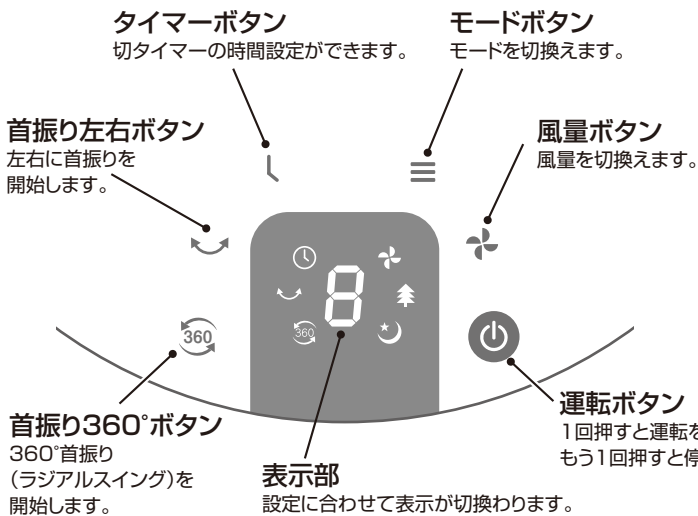 タイマーボタン
切タイマーの時間設定ができます。
モードボタン
モードを切換えます。
首振り左右ボタン
左右に首振りを
開始します。
風量ボタン
風量を切換えます。
8
360
360
運転ボタン
1回押すと運転を
もう1回押すと停
首振り360°ボタン
360°首振り
（ラジアルスイング）を
開始します。
表示部
設定に合わせて表示が切換わります。